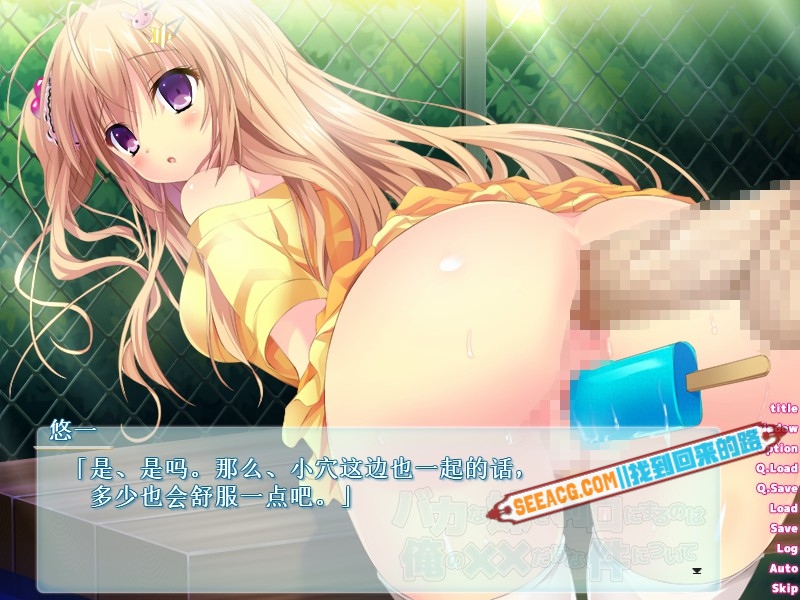 悠一
「是、是吗。那么、小穴这边也一起的话，
多少也会舒服一点吧。」
SEEACG.COM||找到回来的路
title
Q.Load
Q.Save
Load
Save
Log
Auto
Skip